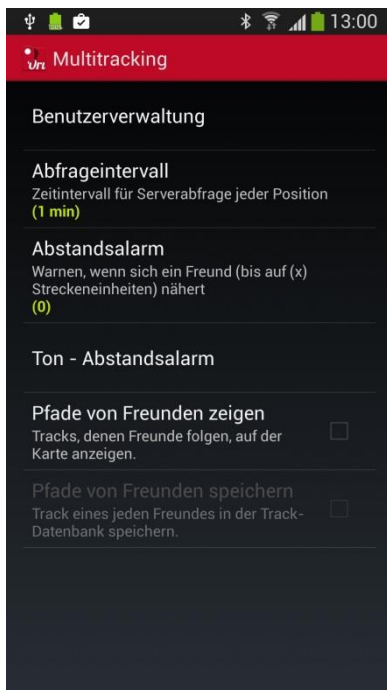 13:00
Multitracking
Benutzerverwaltung
Abfrageintervall
Zeitintervall für Serverabfrage jeder Position
(1 min)
Abstandsalarm
Warnen, wenn sich ein Freund (bis auf (x)
Streckeneinheiten) nähert
(0)
Ton - Abstandsalarm
Pfade von Freunden zeigen
Tracks, denen Freunde folgen, auf der
Karte anzeigen.
Pfade von Freunden speichern
Track eines jeden Freundes in der Track-
Datenbank speichern.